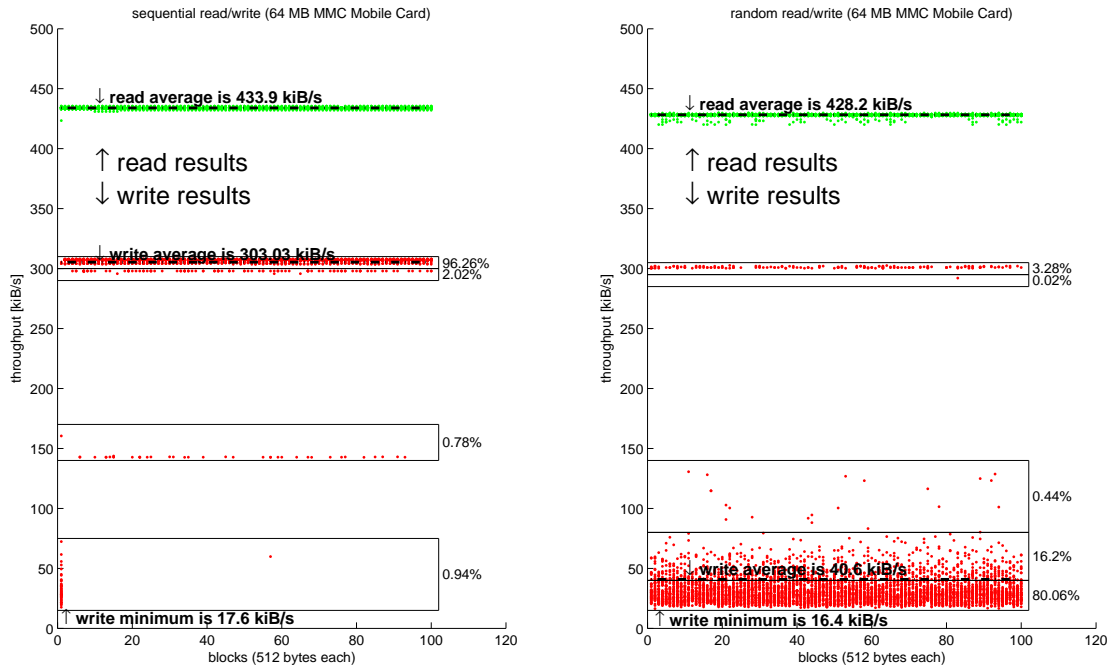 sequential read/write (64 MB MMC Mobile Card)
500
450
400
350
300
250
200
150
100
50
0
throughput [kiB/s]
↓ read average is 433.9 kiB/s
↑ read results
↓ write results
↓ write average is 303.03 kiB/s
96.26%
2.02%
0.78%
0.94%
↑ write minimum is 17.6 kiB/s
0 20 40 60 80 100 120
blocks (512 bytes each)
random read/write (64 MB MMC Mobile Card)
500
450
400
350
300
250
200
150
100
50
0
throughput [kiB/s]
↓ read average is 428.2 kiB/s
↑ read results
↓ write results
3.28%
0.02%
0.44%
16.2%
↓ write average is 40.6 kiB/s
80.06%
↑ write minimum is 16.4 kiB/s
0 20 40 60 80 100 120
blocks (512 bytes each)